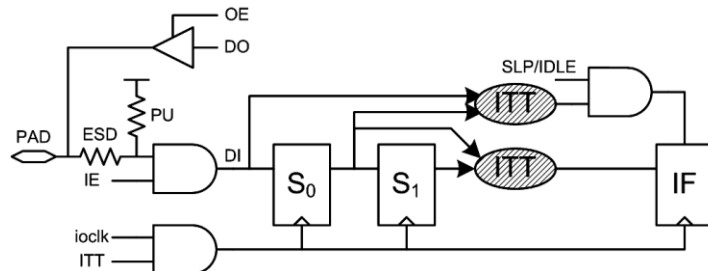 OE
DO
SLP/IDLE
ITT
PU
PAD
ESD
DI
IE
S0
S1
ITT
IF
ioclk
ITT